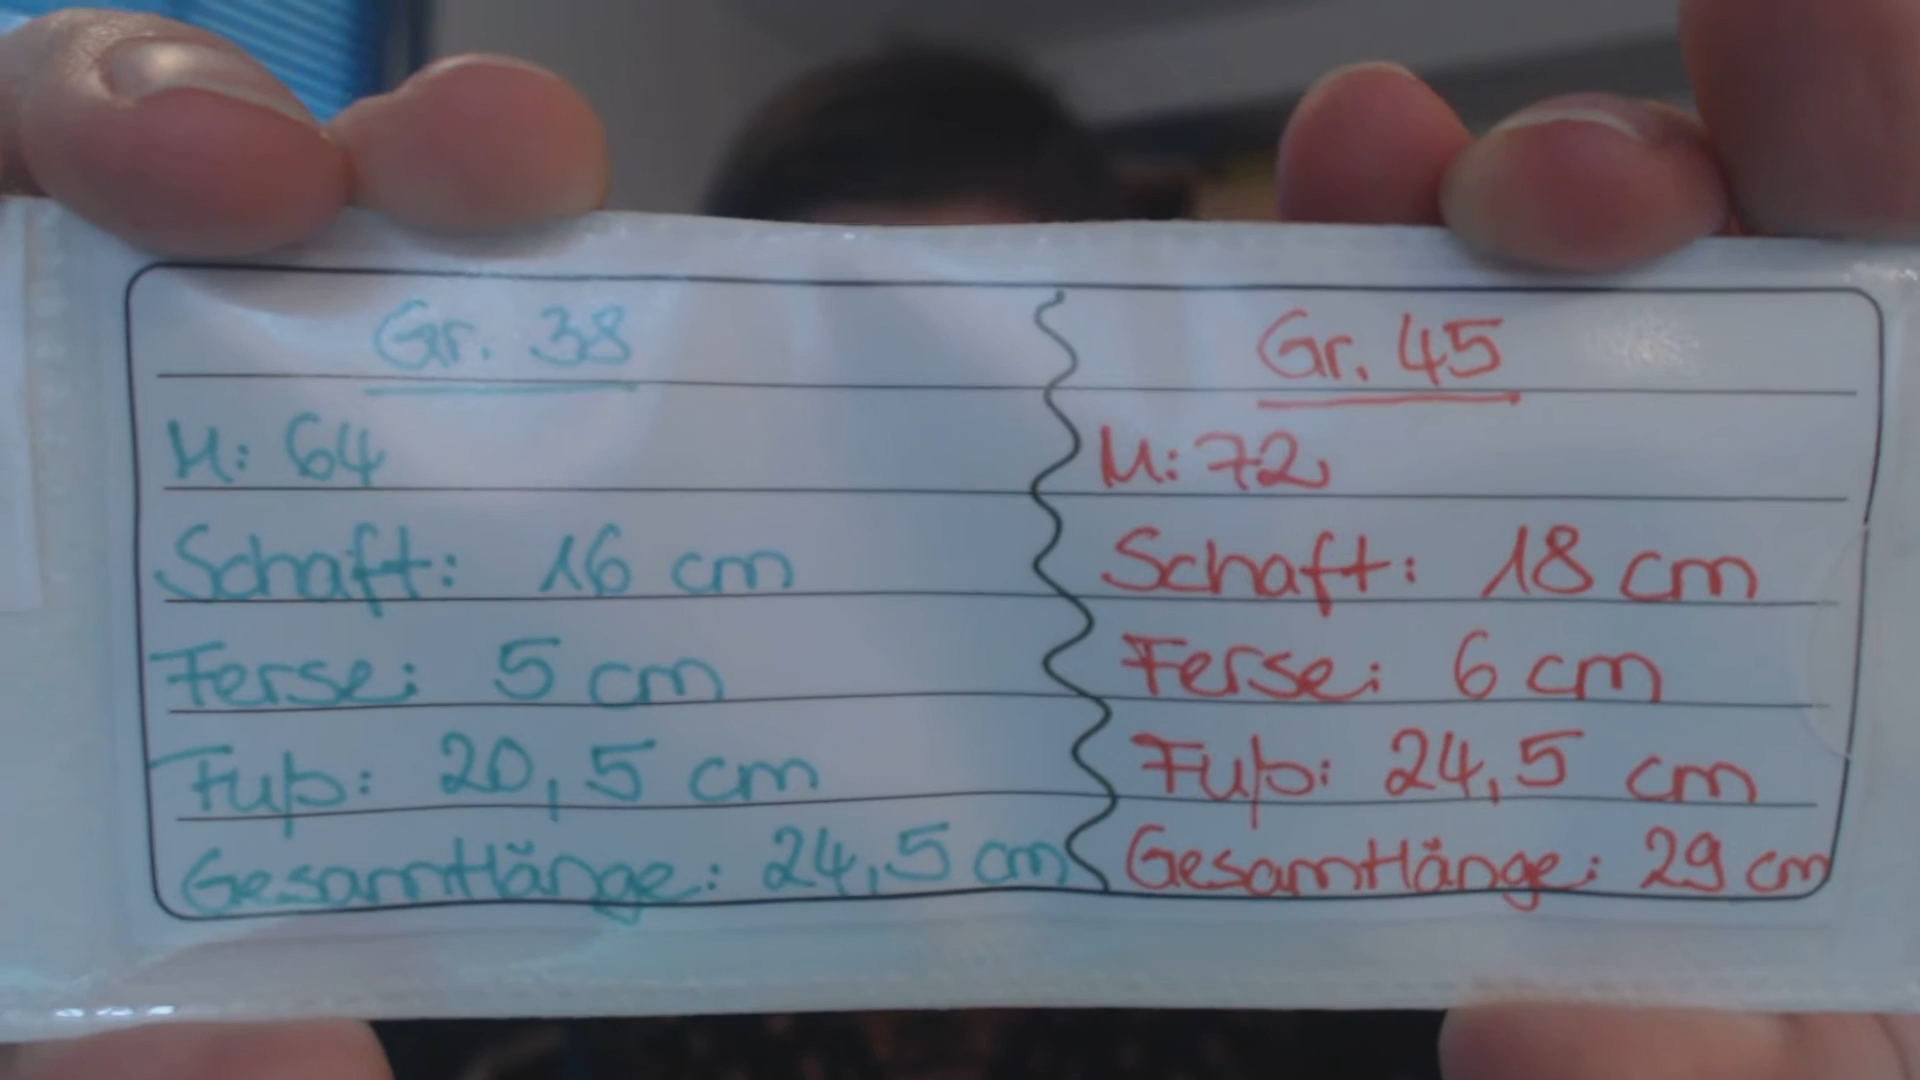 Gr. 38
M: 64
Schaft: 16 cm
Ferse: 5 cm
Fuß: 20,5 cm
Gesamtlänge: 24,5 cm
Gr. 45
M: 72
Schaft: 18 cm
Ferse: 6 cm
Fuß: 24,5 cm
Gesamtlänge: 29 cm